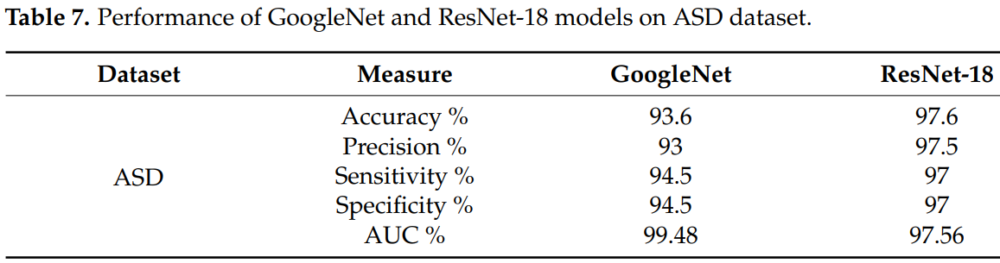 Table 7. Performance of GoogleNet and ResNet-18 models on ASD dataset.
Dataset Measure GoogleNet ResNet-18
Accuracy % 93.6 97.6
Precision % 93 97.5
ASD Sensitivity % 94.5 97
Specificity % 94.5 97
AUC % 99.48 97.56